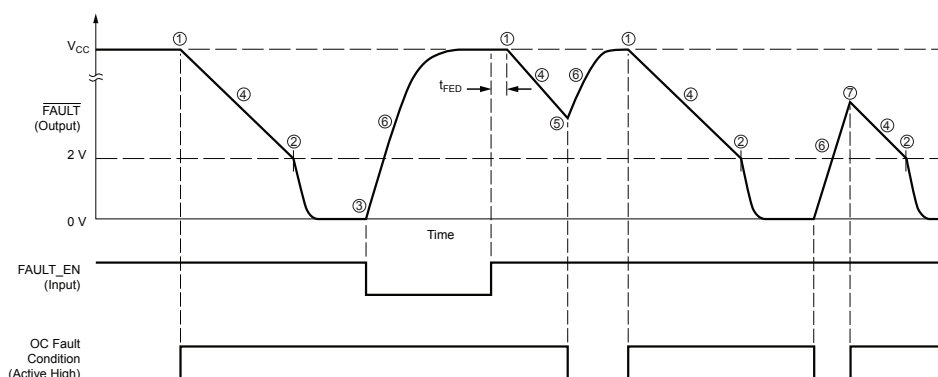 V_CC
① ① ①
④ t_FED ④ ⑥ ④ ⑦
FAULT
(Output)
⑥ ⑤ ④
2 V ② ② ⑥ ②
0 V ③
Time
FAULT_EN
(Input)
OC Fault
Condition
(Active High)